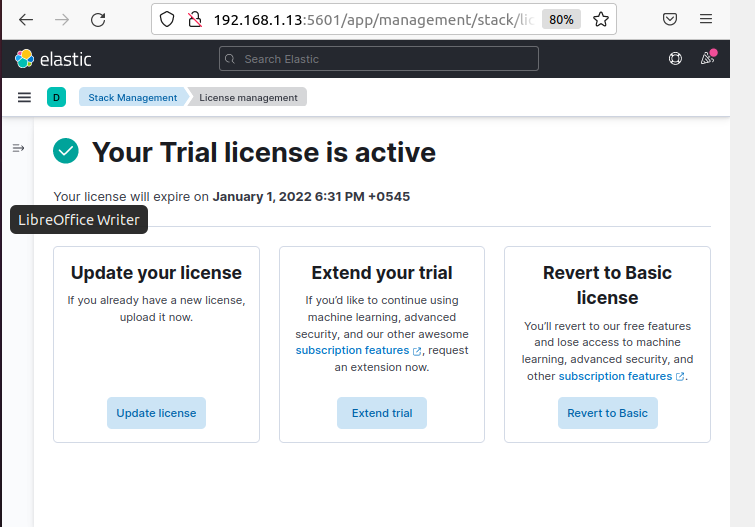 192.168.1.13:5601/app/management/stack/lic 80%
elastic Search Elastic
D Stack Management License management
Your Trial license is active
Your license will expire on January 1, 2022 6:31 PM +0545
LibreOffice Writer
Update your license
If you already have a new license,
upload it now.
Update license
Extend your trial
If you’d like to continue using
machine learning, advanced
security, and our other awesome
subscription features , request
an extension now.
Extend trial
Revert to Basic
license
You’ll revert to our free features
and lose access to machine
learning, advanced security, and
other subscription features .
Revert to Basic